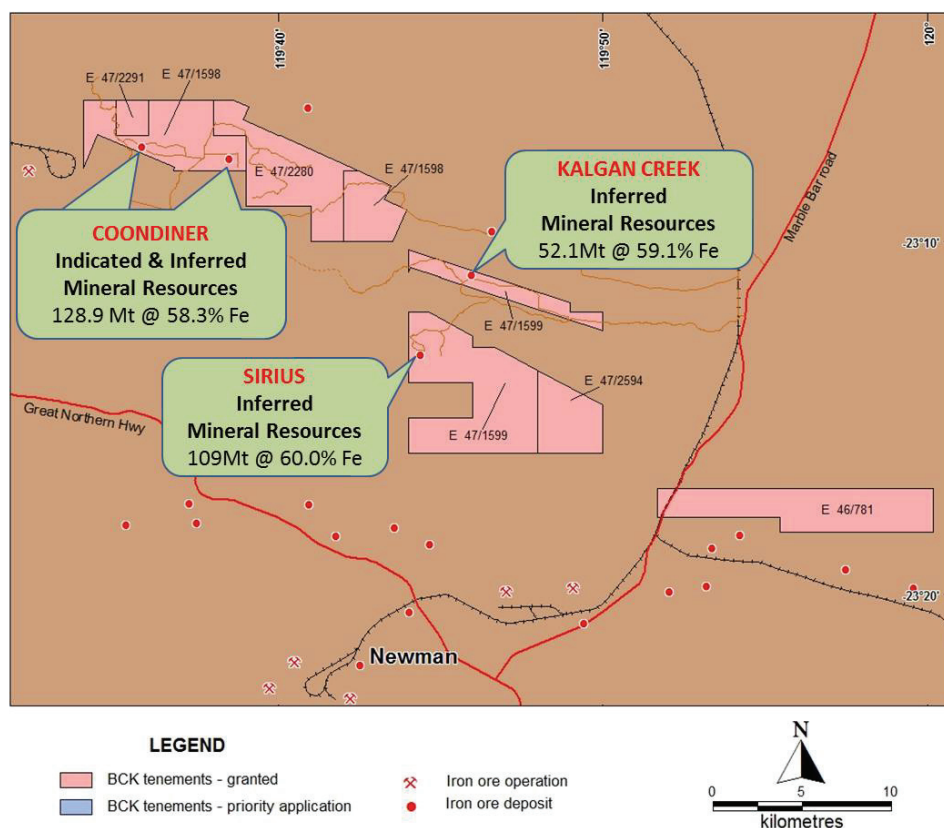 119°40
119°50
120°
E 47/2291
E 47/1598
E 47/2280
E 47/1598
KALGAN CREEK
Inferred
Mineral Resources
52.1Mt @ 59.1% Fe
Marble Bar road
-23°10
COONDINER
Indicated & Inferred
Mineral Resources
128.9 Mt @ 58.3% Fe
E 47/1599
SIRIUS
Inferred
Mineral Resources
109Mt @ 60.0% Fe
E 47/2594
E 47/1599
Great Northern Hwy
E 46/781
-23°20
Newman
LEGEND
BCK tenements - granted
BCK tenements - priority application
Iron ore operation
Iron ore deposit
N
0 5 10
kilometres